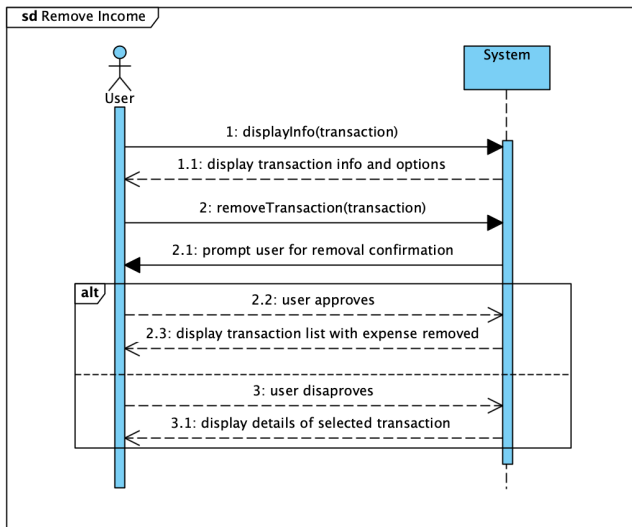 sd Remove Income
User
System
1: displayInfo(transaction)
1.1: display transaction info and options
2: removeTransaction(transaction)
2.1: prompt user for removal confirmation
alt
2.2: user approves
2.3: display transaction list with expense removed
3: user disaproves
3.1: display details of selected transaction